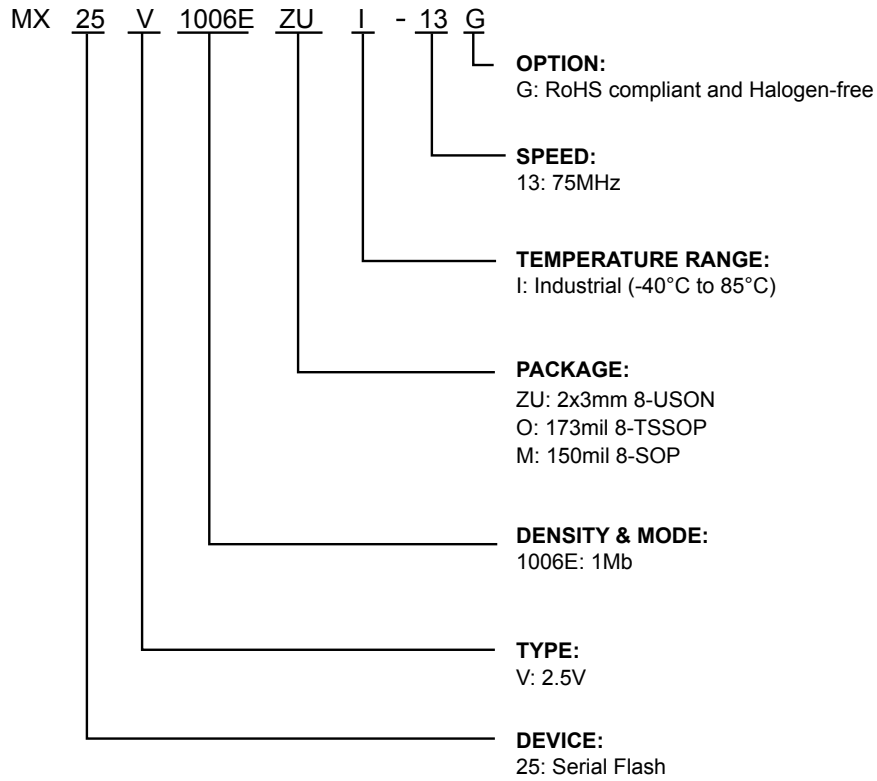 MX 25 V 1006E ZU I - 13 G
OPTION:
G: RoHS compliant and Halogen-free
SPEED:
13: 75MHz
TEMPERATURE RANGE:
I: Industrial (-40°C to 85°C)
PACKAGE:
ZU: 2x3mm 8-USON
O: 173mil 8-TSSOP
M: 150mil 8-SOP
DENSITY & MODE:
1006E: 1Mb
TYPE:
V: 2.5V
DEVICE:
25: Serial Flash